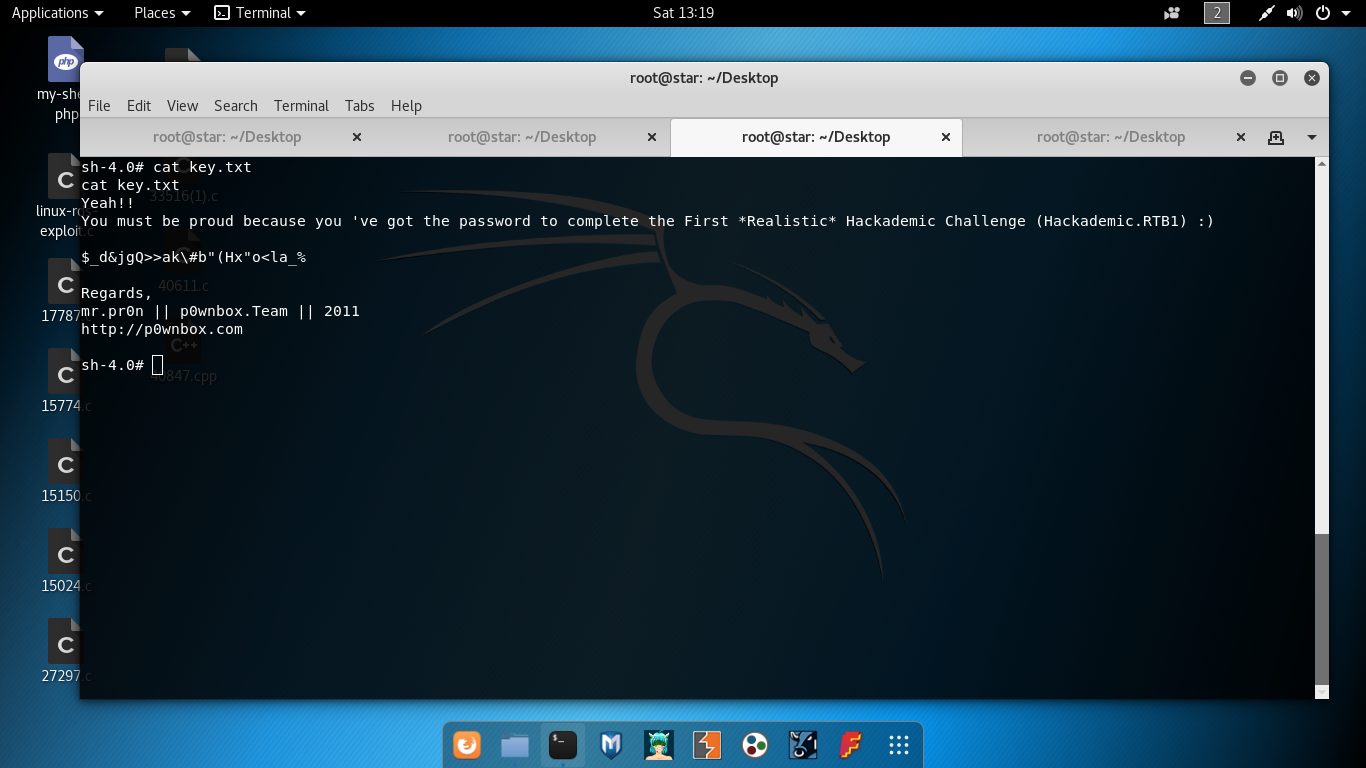 Applications Places Terminal Sat 13:19 2
root@star: ~/Desktop
File Edit View Search Terminal Tabs Help
root@star: ~/Desktop root@star: ~/Desktop root@star: ~/Desktop root@star: ~/Desktop
sh-4.0# cat key.txt
cat key.txt
Yeah!!
You must be proud because you 've got the password to complete the First *Realistic* Hackademic Challenge (Hackademic.RTB1) :)
$_d&jgQ>>ak\#b"(Hx"o<la_%
Regards,
mr.pr0n || p0wnbox.Team || 2011
http://p0wnbox.com
sh-4.0#
php
my-she
php
C
linux-ro
exploit.c
C
17787.c
C
15774.c
C
15150.c
C
15024.c
C
27297.c
33516(1).c
40611.c
C++
40847.cpp